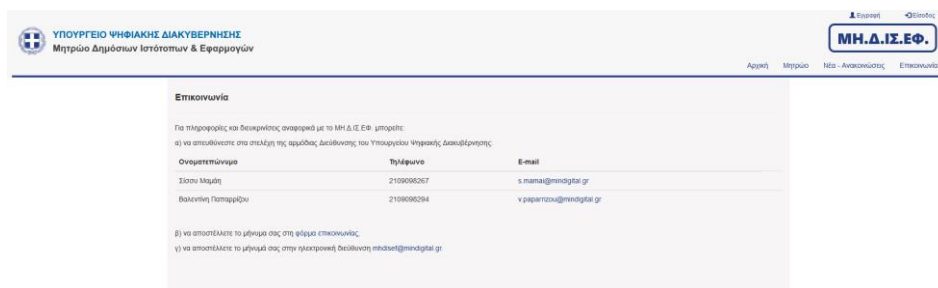 Εγγραφή Είσοδος
ΥΠΟΥΡΓΕΙΟ ΨΗΦΙΑΚΗΣ ΔΙΑΚΥΒΕΡΝΗΣΗΣ
Μητρώο Δημόσιων Ιστότοπων & Εφαρμογών
ΜΗ.Δ.ΙΣ.ΕΦ.
Αρχική Μητρώο Νέα - Ανακοινώσεις Επικοινωνία
Επικοινωνία
Για πληροφορίες και διευκρινίσεις αναφορικά με το ΜΗ.Δ.ΙΣ.ΕΦ. μπορείτε:
α) να απευθύνεστε στα στελέχη της αρμόδιας Διεύθυνσης του Υπουργείου Ψηφιακής Διακυβέρνησης:
Ονοματεπώνυμο Τηλέφωνο E-mail
Σίσσυ Μαμάη 2109098267 s.mamai@mindigital.gr
Βαλεντίνη Παπαρρίζου 2109098294 v.paparrizou@mindigital.gr
β) να αποστέλλετε το μήνυμα σας στη φόρμα επικοινωνίας,
γ) να αποστέλλετε το μήνυμά σας στην ηλεκτρονική διεύθυνση mhdisef@mindigital.gr.